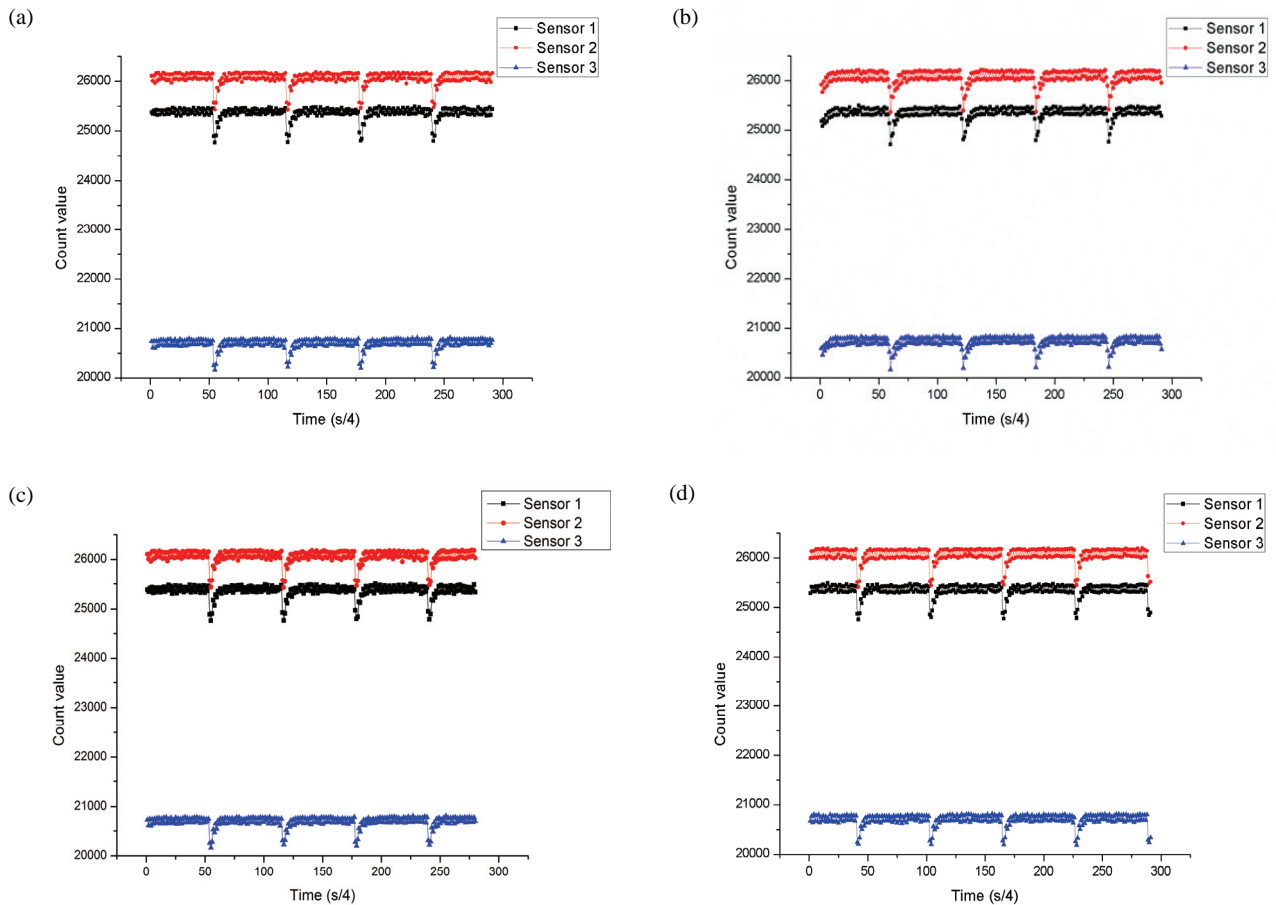 (a)
Sensor 1
Sensor 2
Sensor 3
26000
25000
24000
23000
22000
21000
20000
Count value
0 50 100 150 200 250 300
Time (s/4)
(b)
Sensor 1
Sensor 2
Sensor 3
26000
25000
24000
23000
22000
21000
20000
Count value
0 50 100 150 200 250 300
Time (s/4)
(c)
Sensor 1
Sensor 2
Sensor 3
26000
25000
24000
23000
22000
21000
20000
Count value
0 50 100 150 200 250 300
Time (s/4)
(d)
Sensor 1
Sensor 2
Sensor 3
26000
25000
24000
23000
22000
21000
20000
Count value
0 50 100 150 200 250 300
Time (s/4)